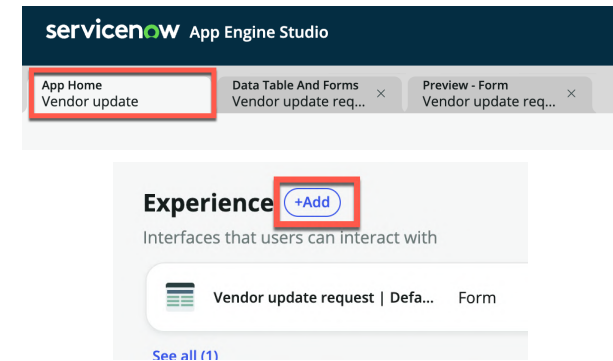 servicenow App Engine Studio
App Home
Vendor update
Data Table And Forms
Vendor update req...
Preview - Form
Vendor update req...
Experience +Add
Interfaces that users can interact with
Vendor update request | Defa... Form
See all (1)